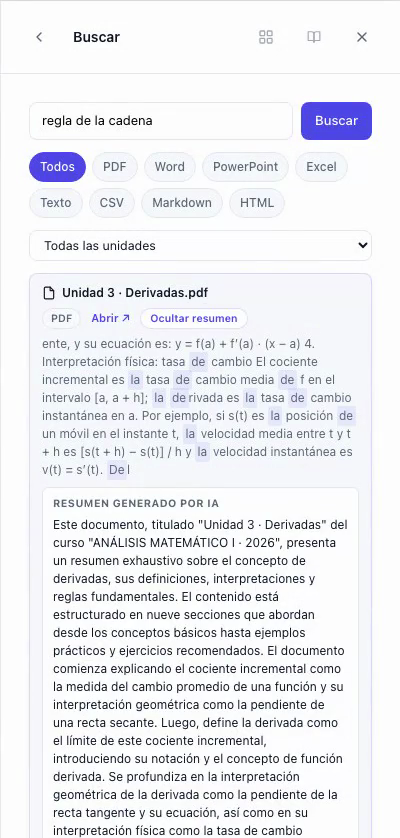 Buscar
regla de la cadena
Buscar
Todos PDF Word PowerPoint Excel
Texto CSV Markdown HTML
Todas las unidades
Unidad 3 · Derivadas.pdf
PDF Abrir ↗ Ocultar resumen
ente, y su ecuación es: y = f(a) + f′(a) · (x − a) 4.
Interpretación física: tasa de cambio El cociente
incremental es la tasa de cambio media de f en el
intervalo [a, a + h]; la derivada es la tasa de cambio
instantánea en a. Por ejemplo, si s(t) es la posición de
un móvil en el instante t, la velocidad media entre t y t
+ h es [s(t + h) − s(t)] / h y la velocidad instantánea es
v(t) = s′(t). Del
RESUMEN GENERADO POR IA
Este documento, titulado "Unidad 3 · Derivadas" del
curso "ANÁLISIS MATEMÁTICO I · 2026", presenta
un resumen exhaustivo sobre el concepto de
derivadas, sus definiciones, interpretaciones y
reglas fundamentales. El contenido está
estructurado en nueve secciones que abordan
desde los conceptos básicos hasta ejemplos
prácticos y ejercicios recomendados. El documento
comienza explicando el cociente incremental como
la medida del cambio promedio de una función y su
interpretación geométrica como la pendiente de
una recta secante. Luego, define la derivada como
el límite de este cociente incremental,
introduciendo su notación y el concepto de función
derivada. Se profundiza en la interpretación
geométrica de la derivada como la pendiente de la
recta tangente y su ecuación, así como en su
interpretación física como la tasa de cambio